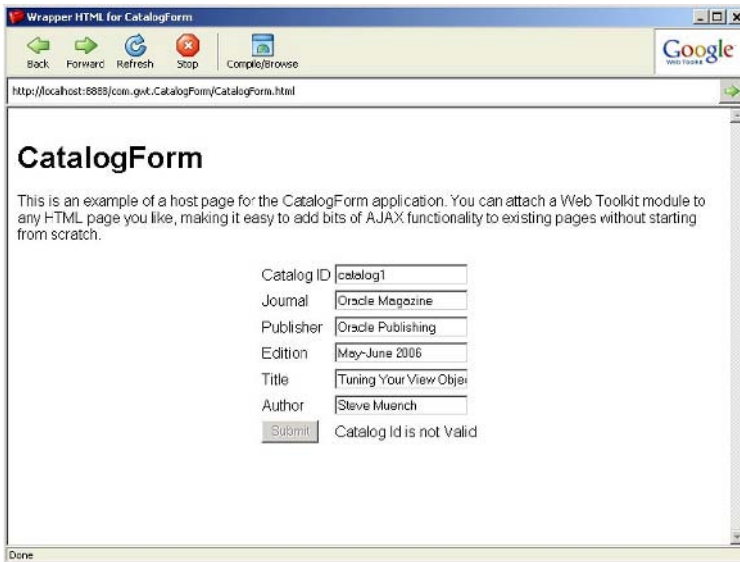 Wrapper HTML for CatalogForm
Back Forward Refresh Stop Compile/Browse
Google
Web Toolkit
http://localhost:8888/com.gwt.CatalogForm/CatalogForm.html
CatalogForm
This is an example of a host page for the CatalogForm application. You can attach a Web Toolkit module to
any HTML page you like, making it easy to add bits of AJAX functionality to existing pages without starting
from scratch.
Catalog ID catalog1
Journal Oracle Magazine
Publisher Oracle Publishing
Edition May-June 2006
Title Tuning Your View Objec
Author Steve Muench
Submit Catalog Id is not Valid
Done